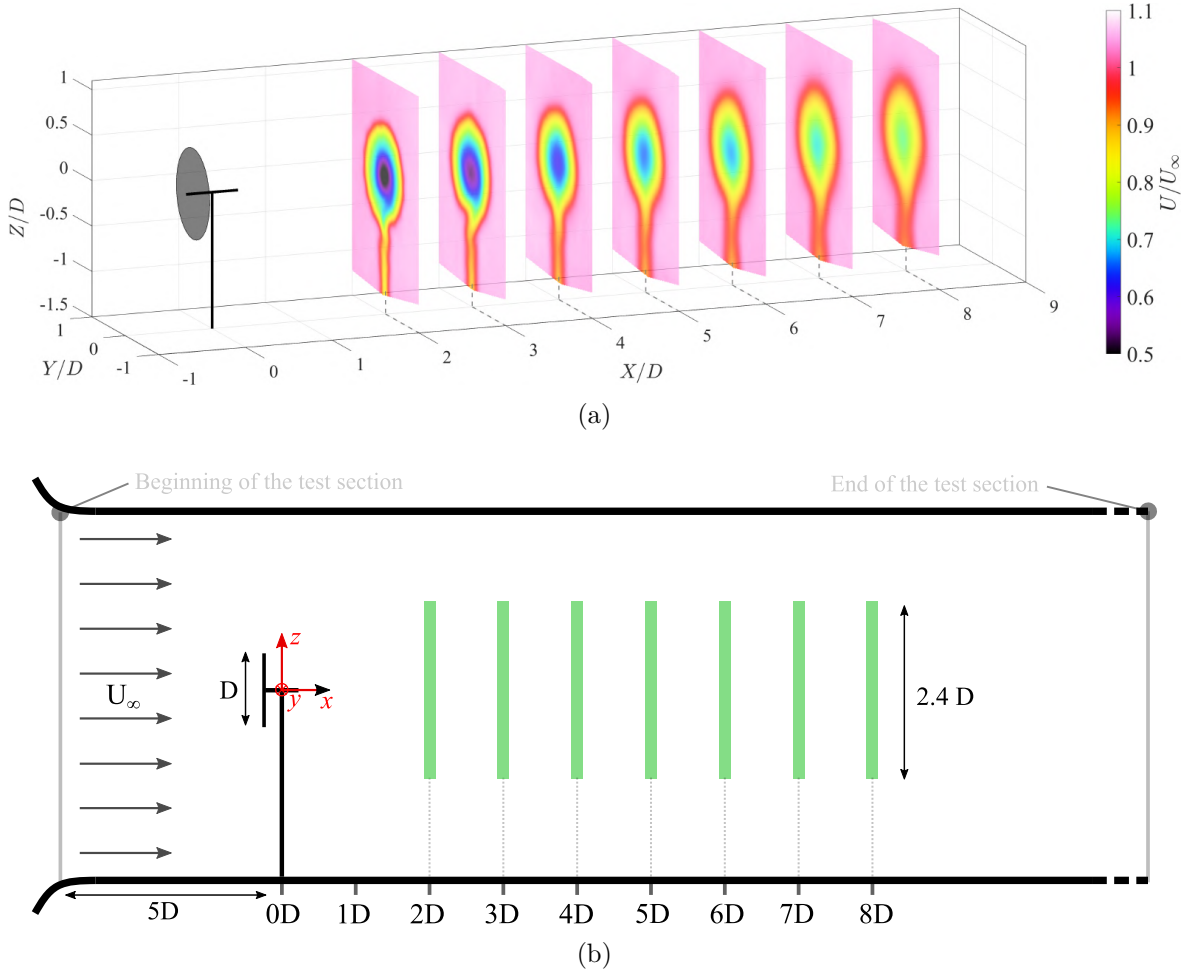 1
0.5
0
-0.5
-1
-1.5
Z/D
1
0
-1
Y/D
-1
0
1
2
3
4
5
6
7
8
9
X/D
1.1
1
0.9
0.8
0.7
0.6
0.5
U/U∞
(a)
Beginning of the test section
End of the test section
U∞
D
z
y
x
2.4 D
5D
0D 1D 2D 3D 4D 5D 6D 7D 8D
(b)